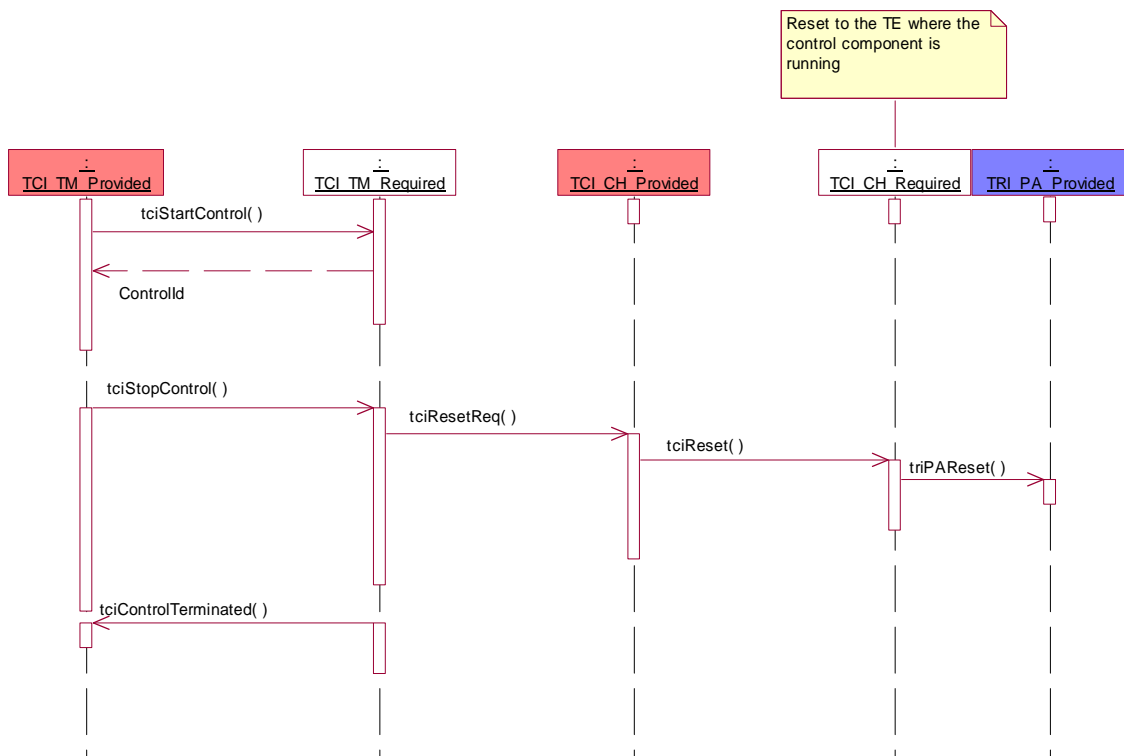 Reset to the TE where the
control component is
running
:
TCI_TM_Provided
:
TCI_TM_Required
:
TCI_CH_Provided
:
TCI_CH_Required
:
TRI_PA_Provided
tciStartControl( )
ControlId
tciStopControl( )
tciResetReq( )
tciReset( )
triPAReset( )
tciControlTerminated( )